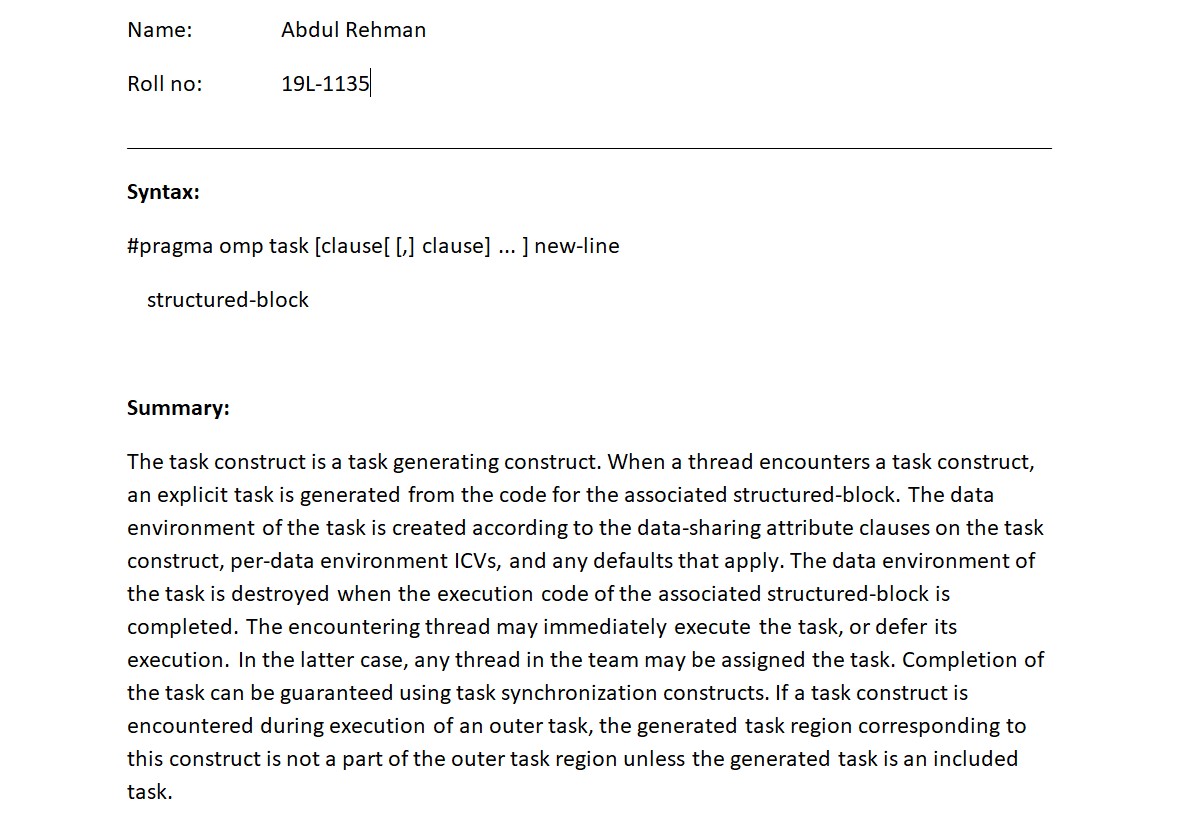 Name: Abdul Rehman
Roll no: 19L-1135
Syntax:
#pragma omp task [clause[ [,] clause] ... ] new-line
structured-block
Summary:
The task construct is a task generating construct. When a thread encounters a task construct,
an explicit task is generated from the code for the associated structured-block. The data
environment of the task is created according to the data-sharing attribute clauses on the task
construct, per-data environment ICVs, and any defaults that apply. The data environment of
the task is destroyed when the execution code of the associated structured-block is
completed. The encountering thread may immediately execute the task, or defer its
execution. In the latter case, any thread in the team may be assigned the task. Completion of
the task can be guaranteed using task synchronization constructs. If a task construct is
encountered during execution of an outer task, the generated task region corresponding to
this construct is not a part of the outer task region unless the generated task is an included
task.